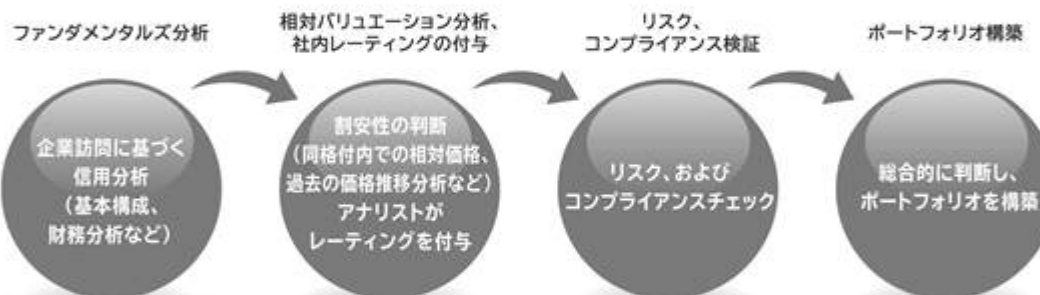 ファンダメンタルズ分析
相対バリュエーション分析、
社内レーティングの付与
リスク、
コンプライアンス検証
ポートフォリオ構築
企業訪問に基づく
信用分析
（基本構成、
財務分析など）
割安性の判断
（同格付内での相対価格、
過去の価格推移分析など）
アナリストが
レーティングを付与
リスク、および
コンプライアンスチェック
総合的に判断し、
ポートフォリオを構築